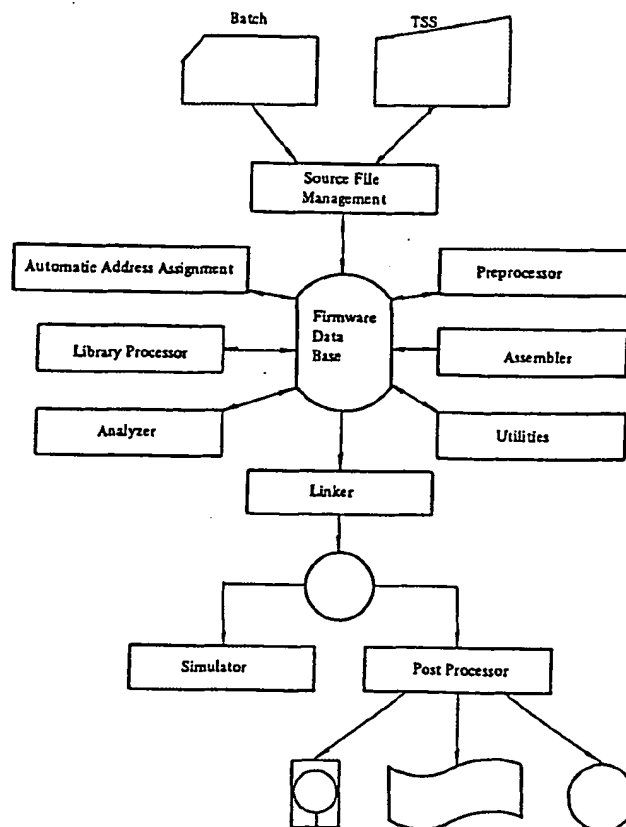 Batch
TSS
Source File
Management
Automatic Address Assignment
Preprocessor
Firmware
Data
Base
Library Processor
Assembler
Analyzer
Utilities
Linker
Simulator
Post Processor